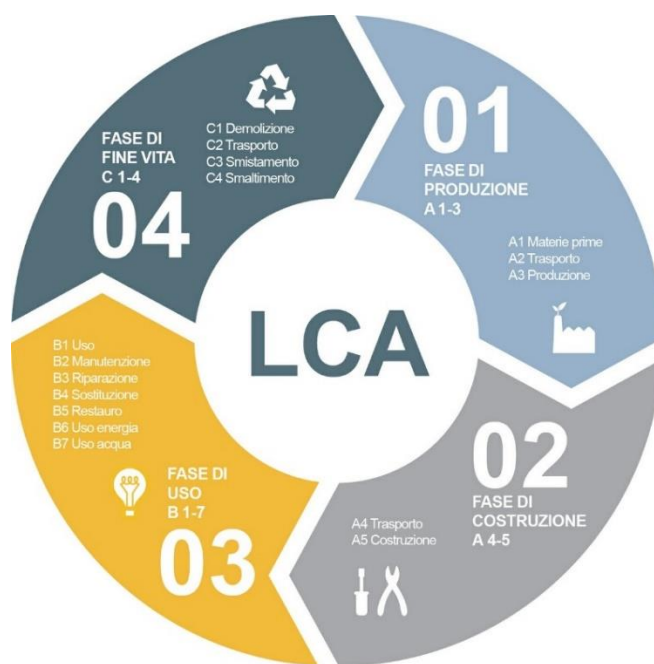 01
FASE DI
PRODUZIONE
A 1-3
A1 Materie prime
A2 Trasporto
A3 Produzione
02
FASE DI
COSTRUZIONE
A 4-5
A4 Trasporto
A5 Costruzione
B1 Uso
B2 Manutenzione
B3 Riparazione
B4 Sostituzione
B5 Restauro
B6 Uso energia
B7 Uso acqua
FASE DI
USO
B 1-7
03
FASE DI
FINE VITA
C 1-4
04
C1 Demolizione
C2 Trasporto
C3 Smistamento
C4 Smaltimento
LCA